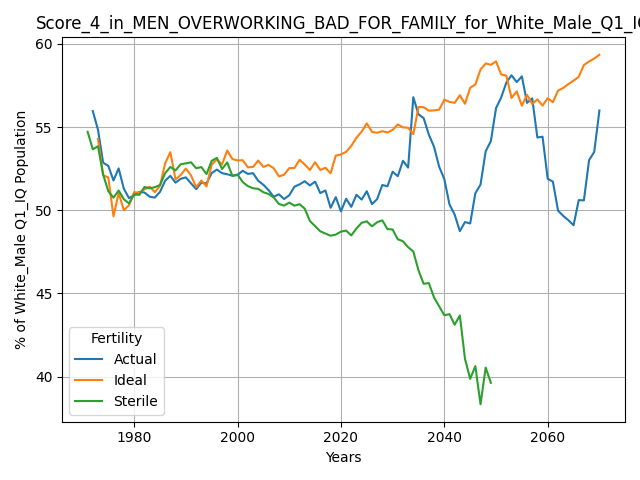 Score_4_in_MEN_OVERWORKING_BAD_FOR_FAMILY_for_White_Male_Q1_IQ
60
55
50
45
40
% of White_Male Q1_IQ Population
Fertility
Actual
Ideal
Sterile
1980
2000
2020
2040
2060
Years